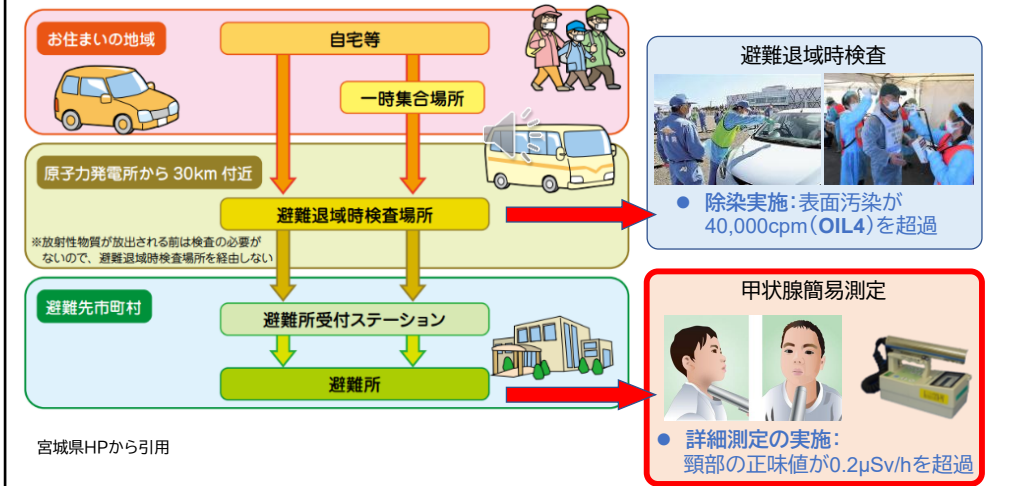 お住まいの地域
自宅等
一時集合場所
原子力発電所から 30km 付近
避難退域時検査場所
※放射性物質が放出される前は検査の必要が
ないので、避難退域時検査場所を経由しない
避難先市町村
避難所受付ステーション
避難所
宮城県HPから引用
避難退域時検査
● 除染実施：表面汚染が
40,000cpm（OIL4）を超過
甲状腺簡易測定
● 詳細測定の実施：
頸部の正味値が0.2μSv/hを超過